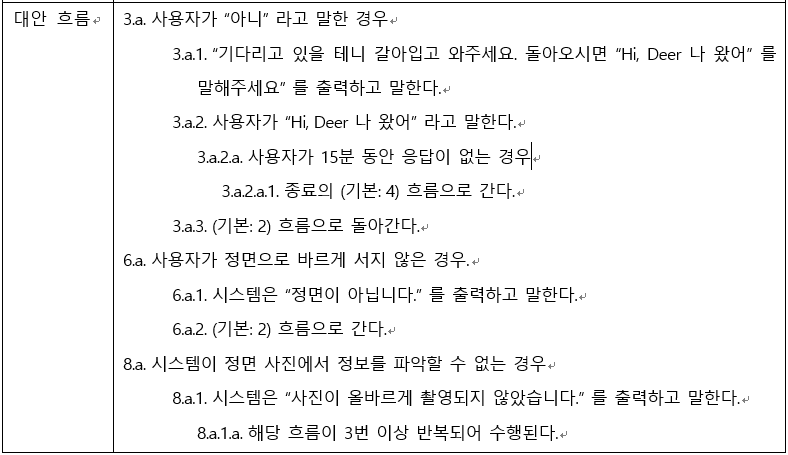 대안 흐름
3.a. 사용자가 “아니” 라고 말한 경우
3.a.1. “기다리고 있을 테니 갈아입고 와주세요. 돌아오시면 “Hi, Deer 나 왔어” 를
말해주세요” 를 출력하고 말한다.
3.a.2. 사용자가 “Hi, Deer 나 왔어” 라고 말한다.
3.a.2.a. 사용자가 15분 동안 응답이 없는 경우
3.a.2.a.1. 종료의 (기본: 4) 흐름으로 간다.
3.a.3. (기본: 2) 흐름으로 돌아간다.
6.a. 사용자가 정면으로 바르게 서지 않은 경우.
6.a.1. 시스템은 “정면이 아닙니다.” 를 출력하고 말한다.
6.a.2. (기본: 2) 흐름으로 간다.
8.a. 시스템이 정면 사진에서 정보를 파악할 수 없는 경우
8.a.1. 시스템은 “사진이 올바르게 촬영되지 않았습니다.” 를 출력하고 말한다.
8.a.1.a. 해당 흐름이 3번 이상 반복되어 수행된다.